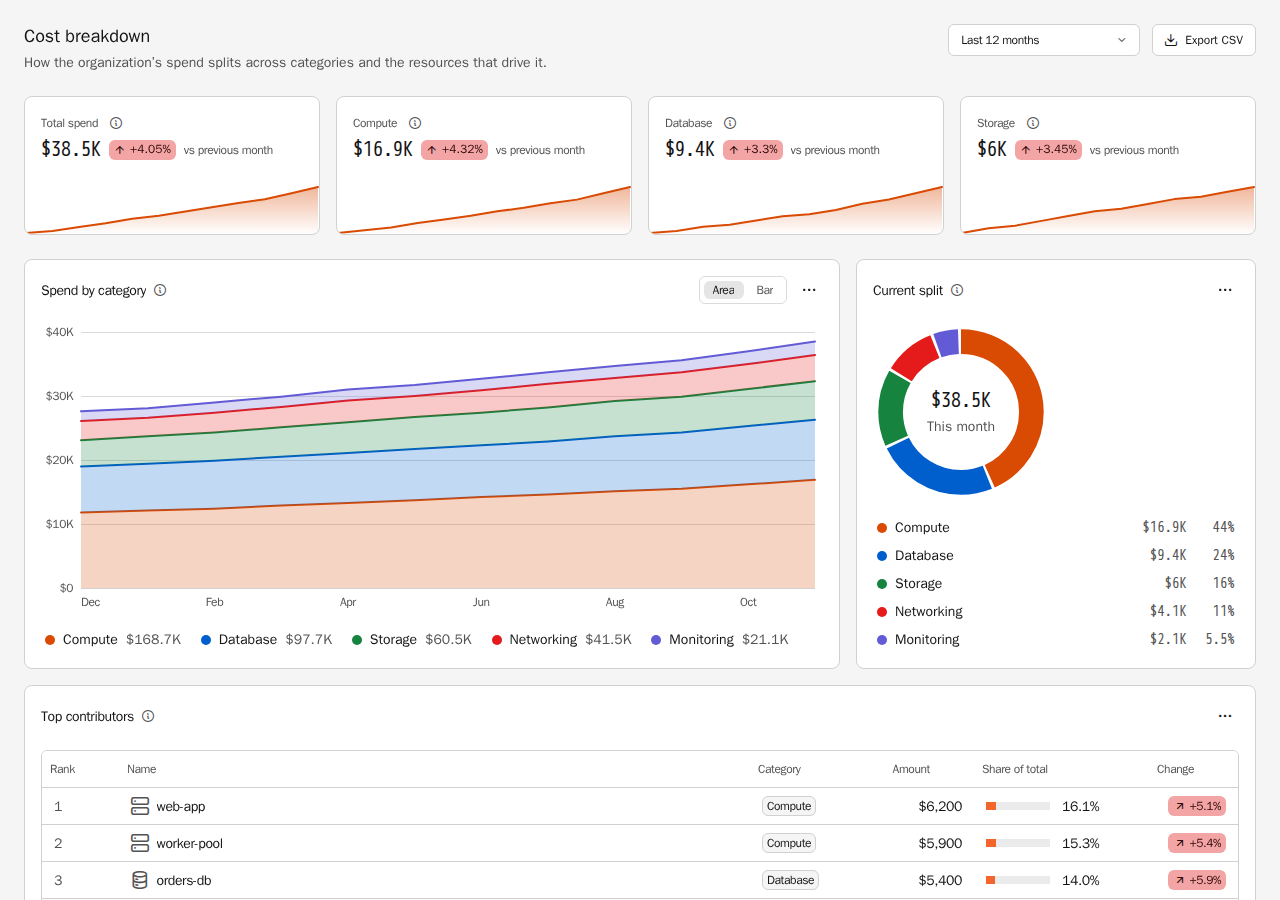 Cost breakdown
How the organization's spend splits across categories and the resources that drive it.
Last 12 months
Export CSV
Total spend
$38.5K +4.05% vs previous month
Compute
$16.9K +4.32% vs previous month
Database
$9.4K +3.3% vs previous month
Storage
$6K +3.45% vs previous month
Spend by category
Area Bar
$40K
$30K
$20K
$10K
$0
Dec Feb Apr Jun Aug Oct
Compute $168.7K Database $97.7K Storage $60.5K Networking $41.5K Monitoring $21.1K
Current split
$38.5K
This month
Compute $16.9K 44%
Database $9.4K 24%
Storage $6K 16%
Networking $4.1K 11%
Monitoring $2.1K 5.5%
Top contributors
Rank Name Category Amount Share of total Change
1 web-app Compute $6,200 16.1% +5.1%
2 worker-pool Compute $5,900 15.3% +5.4%
3 orders-db Database $5,400 14.0% +5.9%